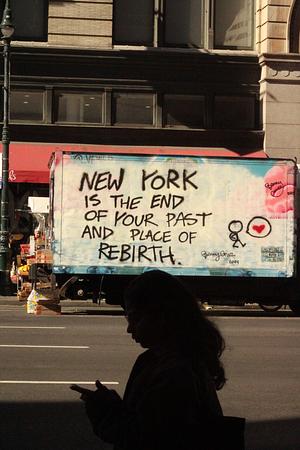 NEW YORK
IS THE END
OF YOUR PAST
AND PLACE OF
REBIRTH.